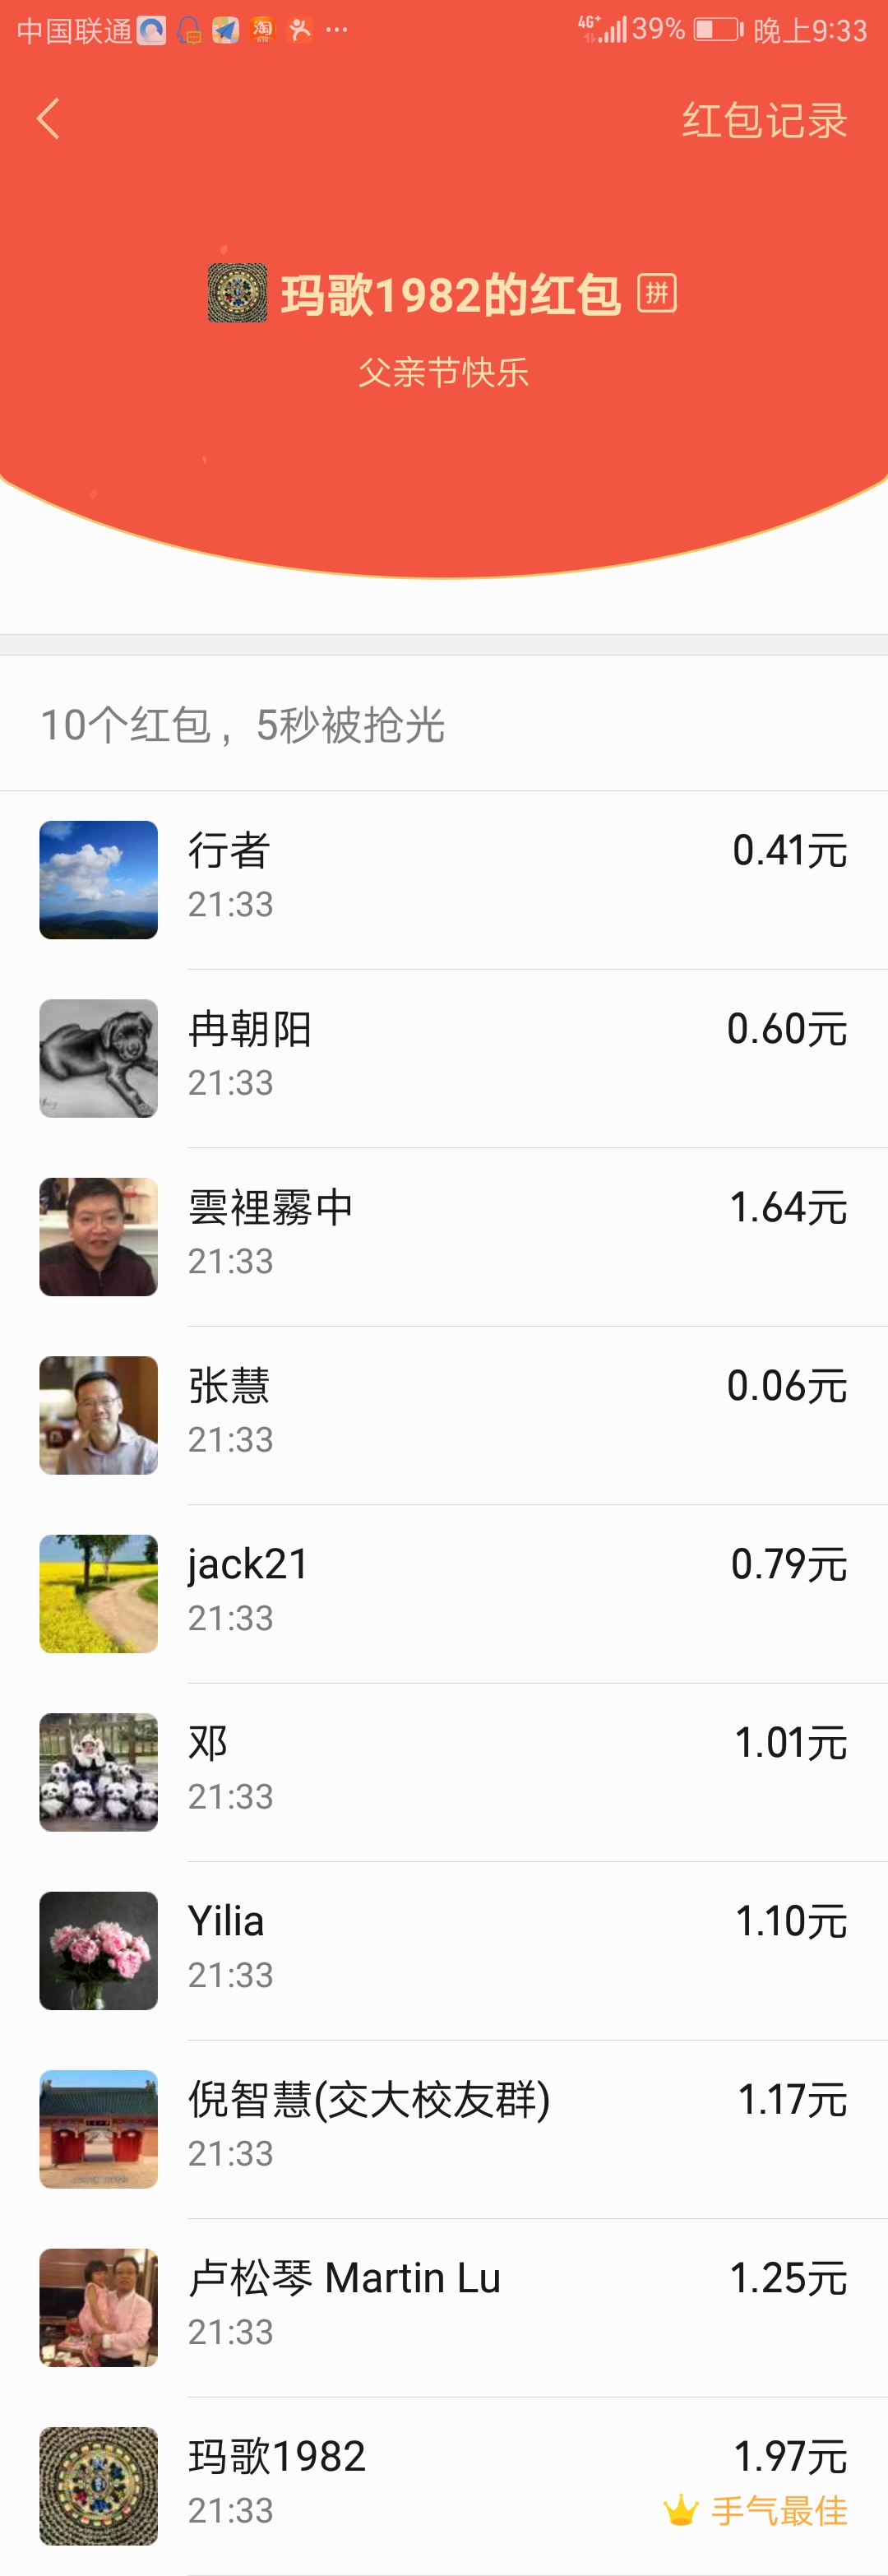 中国联通 淘 ... 4G+ 39% 晚上9:33
红包记录
玛歌1982的红包 拼
父亲节快乐
10个红包，5秒被抢光
行者 0.41元
21:33
冉朝阳 0.60元
21:33
雲裡霧中 1.64元
21:33
张慧 0.06元
21:33
jack21 0.79元
21:33
邓 1.01元
21:33
Yilia 1.10元
21:33
倪智慧(交大校友群) 1.17元
21:33
卢松琴 Martin Lu 1.25元
21:33
玛歌1982 1.97元
21:33 手气最佳